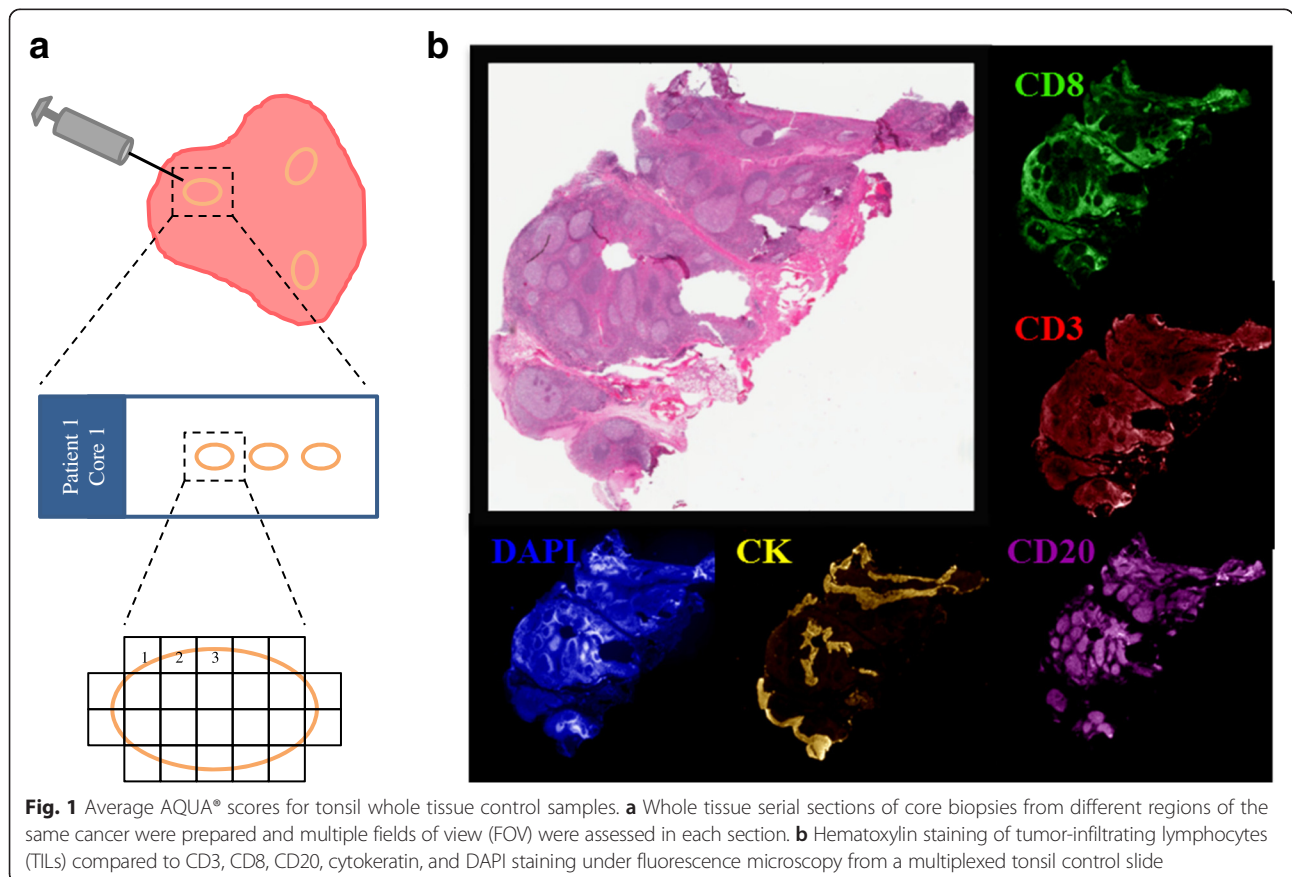 a
b
Patient 1
Core 1
1 2 3
CD8
CD3
DAPI
CK
CD20
Fig. 1 Average AQUA® scores for tonsil whole tissue control samples. a Whole tissue serial sections of core biopsies from different regions of the
same cancer were prepared and multiple fields of view (FOV) were assessed in each section. b Hematoxylin staining of tumor-infiltrating lymphocytes
(TILs) compared to CD3, CD8, CD20, cytokeratin, and DAPI staining under fluorescence microscopy from a multiplexed tonsil control slide